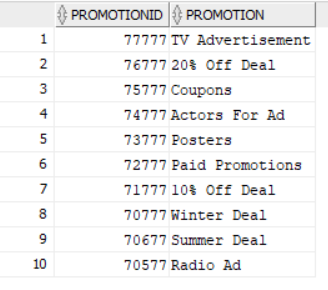 PROMOTIONID PROMOTION
1 77777 TV Advertisement
2 76777 20% Off Deal
3 75777 Coupons
4 74777 Actors For Ad
5 73777 Posters
6 72777 Paid Promotions
7 71777 10% Off Deal
8 70777 Winter Deal
9 70677 Summer Deal
10 70577 Radio Ad